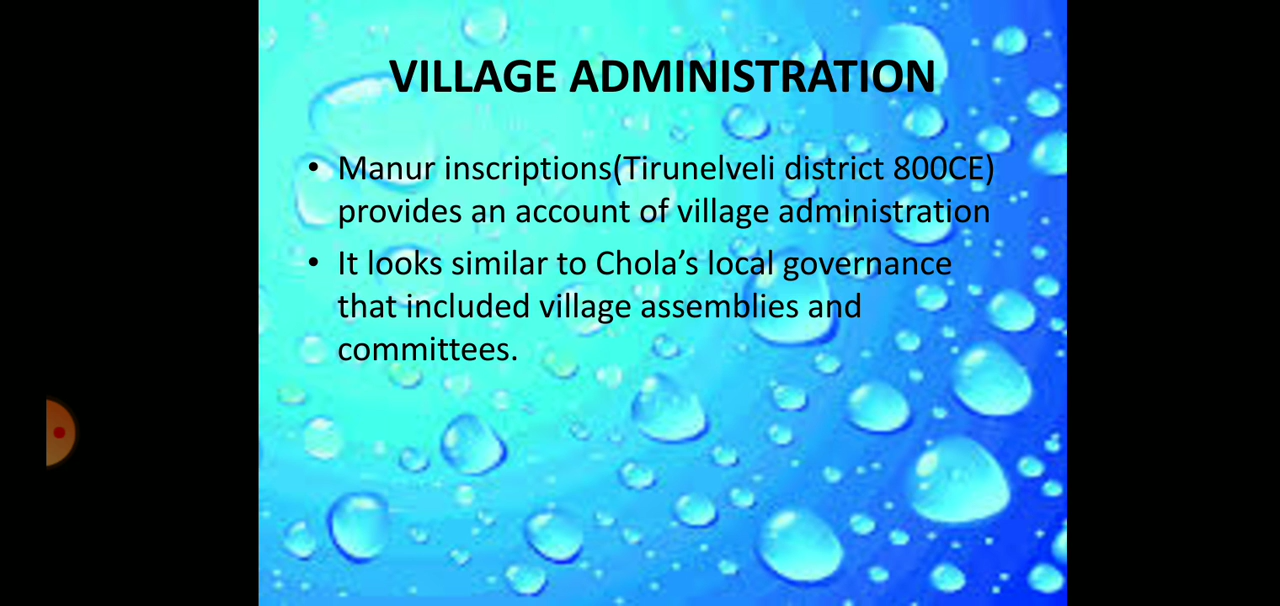 VILLAGE ADMINISTRATION
• Manur inscriptions(Tirunelveli district 800CE)
provides an account of village administration
• It looks similar to Chola’s local governance
that included village assemblies and
committees.